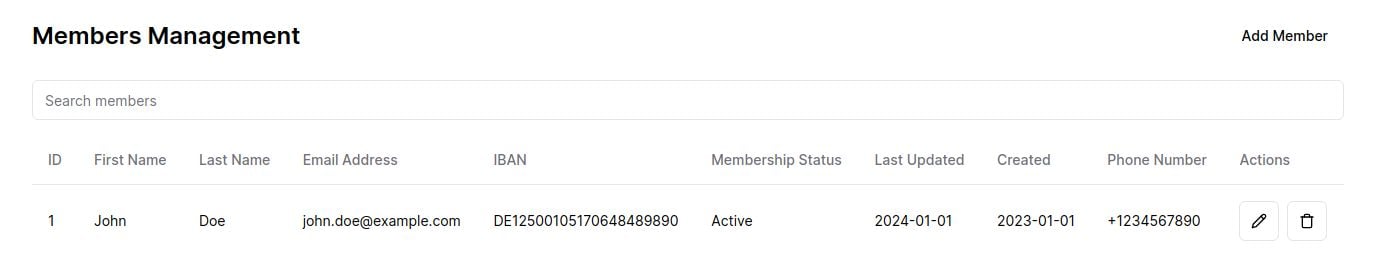 Members Management Add Member
Search members
ID First Name Last Name Email Address IBAN Membership Status Last Updated Created Phone Number Actions
1 John Doe john.doe@example.com DE12500105170648489890 Active 2024-01-01 2023-01-01 +1234567890